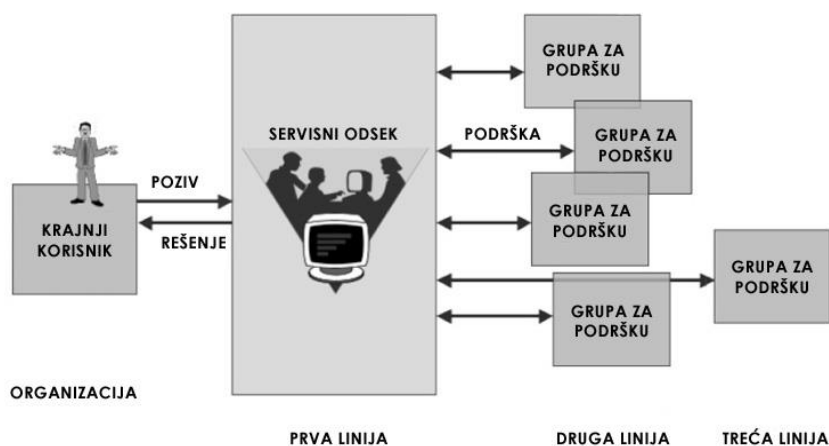 GRUPA ZA
PODRŠKU
SERVISNI ODSEK
PODRŠKA
GRUPA ZA
PODRŠKU
POZIV
KRAJNJI
KORISNIK
REŠENJE
GRUPA ZA
PODRŠKU
GRUPA ZA
PODRŠKU
GRUPA ZA
PODRŠKU
ORGANIZACIJA
PRVA LINIJA
DRUGA LINIJA
TREĆA LINIJA